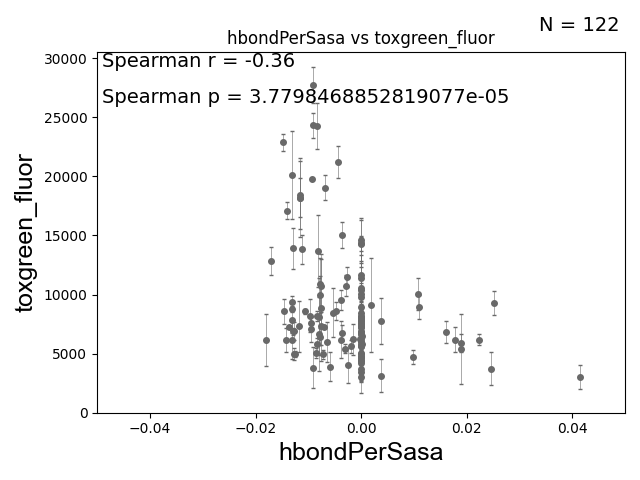 N = 122
hbondPerSasa vs toxgreen_fluor
Spearman r = -0.36
Spearman p = 3.7798468852819077e-05
30000
25000
20000
15000
10000
5000
0
toxgreen_fluor
−0.04 −0.02 0.00 0.02 0.04
hbondPerSasa